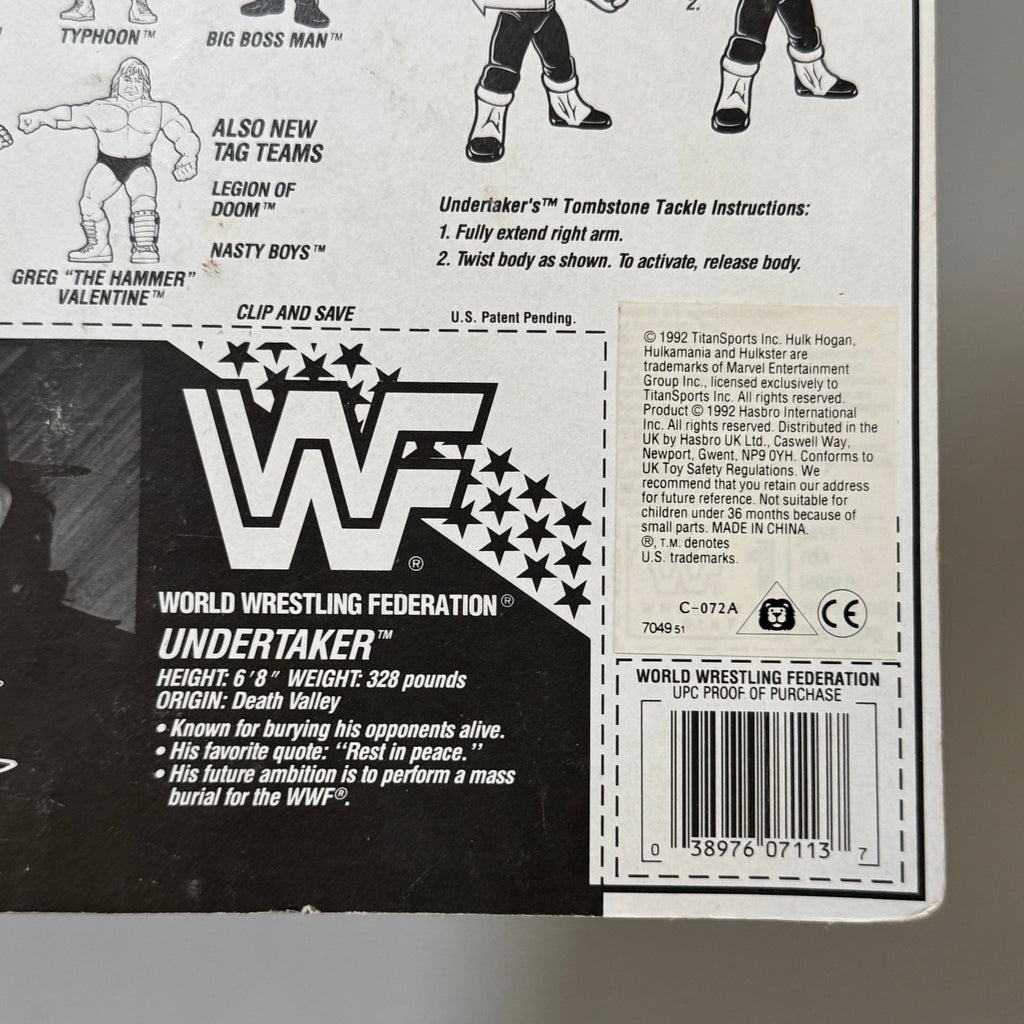 TYPHOON™
BIG BOSS MAN™
2.
ALSO NEW
TAG TEAMS
LEGION OF
DOOM™
NASTY BOYS™
GREG "THE HAMMER"
VALENTINE™
Undertaker's™ Tombstone Tackle Instructions:
1. Fully extend right arm.
2. Twist body as shown. To activate, release body.
CLIP AND SAVE
U.S. Patent Pending.
© 1992 TitanSports Inc. Hulk Hogan,
Hulkamania and Hulkster are
trademarks of Marvel Entertainment
Group Inc., licensed exclusively to
TitanSports Inc. All rights reserved.
Product © 1992 Hasbro International
Inc. All rights reserved. Distributed in the
UK by Hasbro UK Ltd., Caswell Way,
Newport, Gwent, NP9 0YH. Conforms to
UK Toy Safety Regulations. We
recommend that you retain our address
for future reference. Not suitable for
children under 36 months because of
small parts. MADE IN CHINA.
®, T.M. denotes
U.S. trademarks.
C-072A
7049 51
CE
WF®
WORLD WRESTLING FEDERATION®
UNDERTAKER™
HEIGHT: 6'8" WEIGHT: 328 pounds
ORIGIN: Death Valley
• Known for burying his opponents alive.
• His favorite quote: "Rest in peace."
• His future ambition is to perform a mass
burial for the WWF®.
WORLD WRESTLING FEDERATION
UPC PROOF OF PURCHASE
0 38976 07113 7